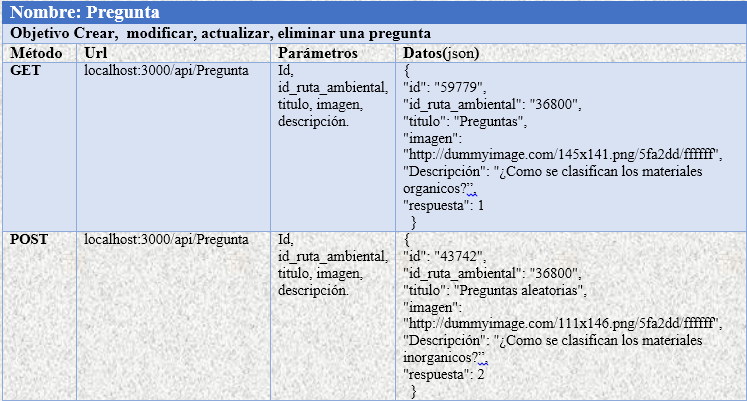 Nombre: Pregunta
Objetivo Crear,  modificar, actualizar, eliminar una pregunta
Método Url Parámetros Datos(json)
GET localhost:3000/api/Pregunta Id,
id_ruta_ambiental,
titulo, imagen,
descripción.
{
"id": "59779",
"id_ruta_ambiental": "36800",
"titulo": "Preguntas",
"imagen":
"http://dummyimage.com/145x141.png/5fa2dd/ffffff",
"Descripción": "¿Como se clasifican los materiales
organicos?”,
"respuesta": 1
}
POST localhost:3000/api/Pregunta Id,
id_ruta_ambiental,
titulo, imagen,
descripción.
{
"id": "43742",
"id_ruta_ambiental": "36800",
"titulo": "Preguntas aleatorias",
"imagen":
"http://dummyimage.com/111x146.png/5fa2dd/ffffff",
"Descripción": "¿Como se clasifican los materiales
inorganicos?”,
"respuesta": 2
}